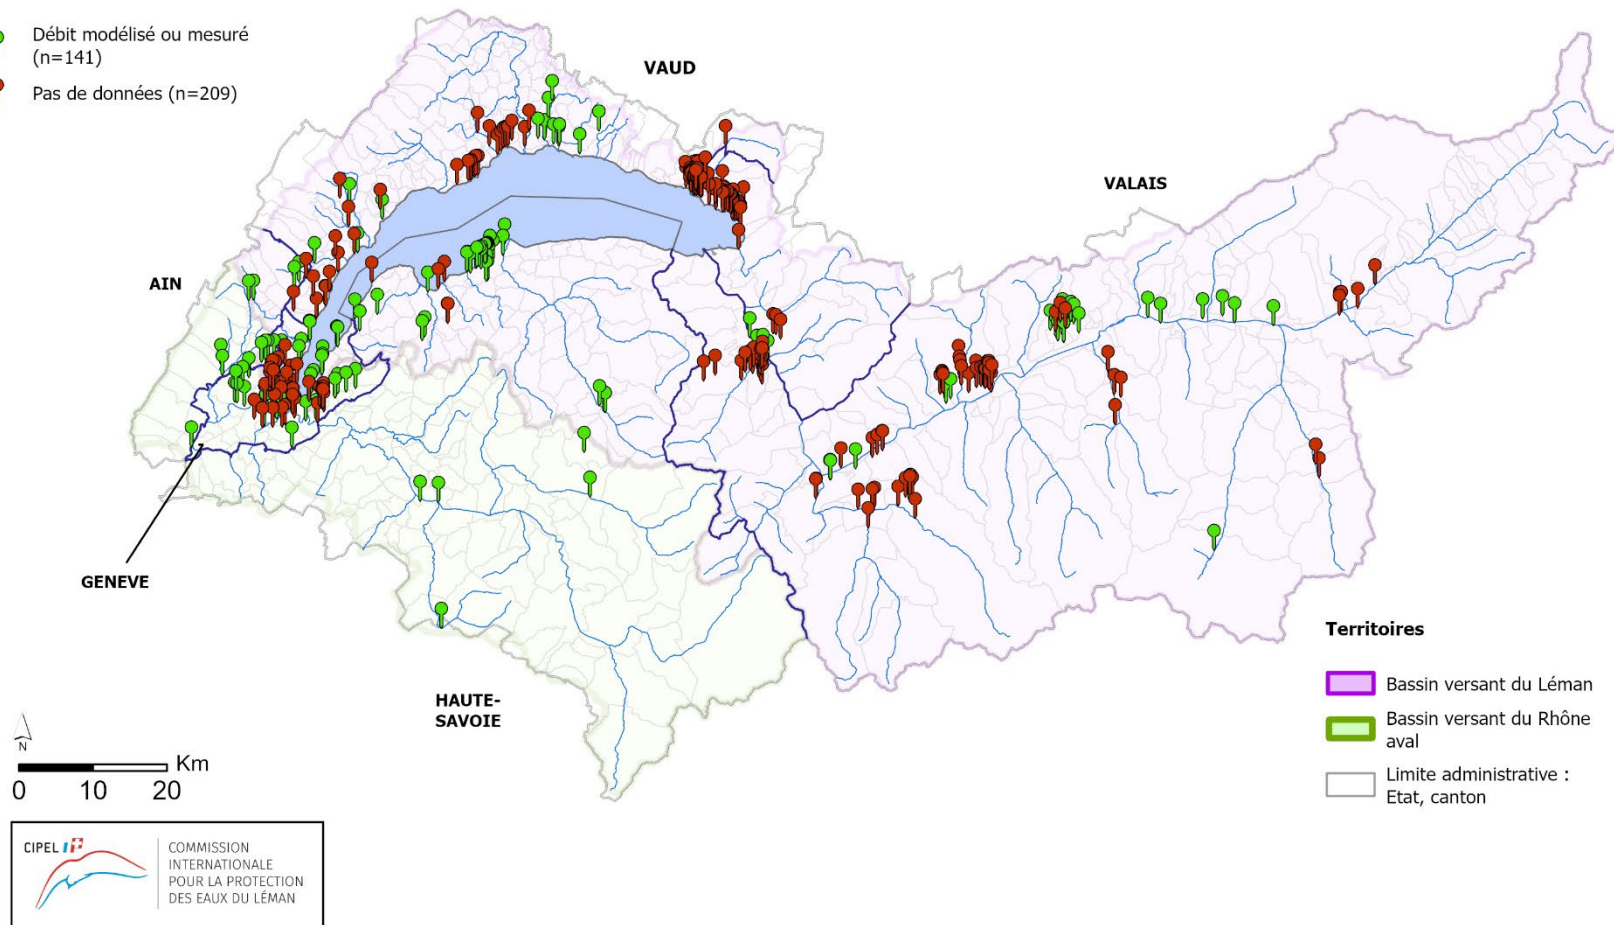 Débit modélisé ou mesuré
(n=141)
Pas de données (n=209)
VAUD
VALAIS
AIN
GENEVE
HAUTE-
SAVOIE
Territoires
Bassin versant du Léman
Bassin versant du Rhône
aval
Limite administrative :
Etat, canton
N
Km
0 10 20
CIPEL
COMMISSION
INTERNATIONALE
POUR LA PROTECTION
DES EAUX DU LÉMAN